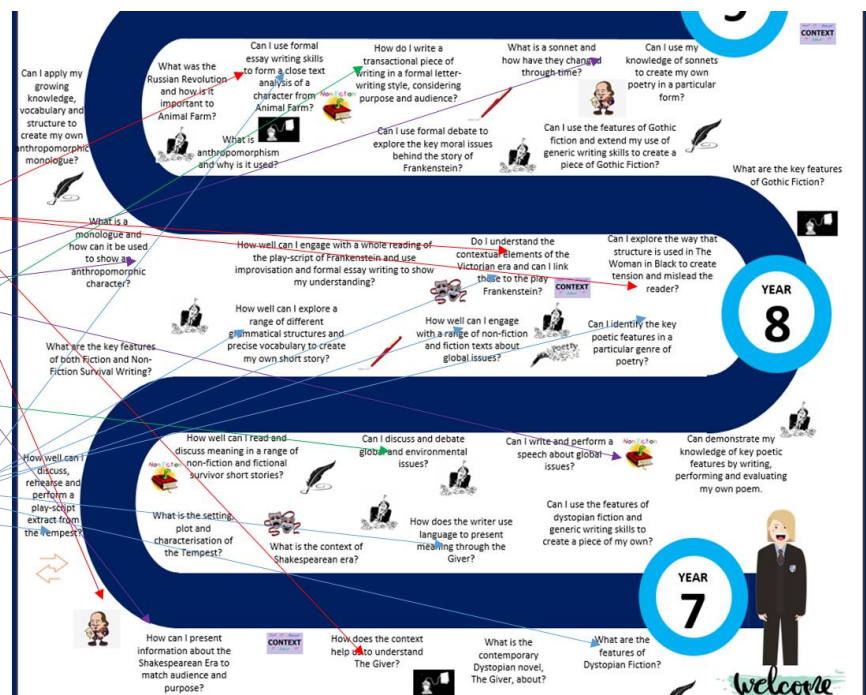 CONTEXT
Can I apply my
growing
knowledge,
vocabulary and
structure to
create my own
anthropomorphic
monologue?
What was the
Russian Revolution
and how is it
important to
Animal Farm?
Can I use formal
essay writing skills
to form a close text
analysis of a
character from
Animal Farm?
Non Fiction
How do I write a
transactional piece of
writing in a formal letter-
writing style, considering
purpose and audience?
What is a sonnet and
how have they changed
through time?
Can I use my
knowledge of sonnets
to create my own
poetry in a particular
form?
What is
anthropomorphism
and why is it used?
Can I use formal debate to
explore the key moral issues
behind the story of
Frankenstein?
Can I use the features of Gothic
fiction and extend my use of
generic writing skills to create a
piece of Gothic Fiction?
What are the key features
of Gothic Fiction?
What is a
monologue and
how can it be used
to show an
anthropomorphic
character?
How well can I engage with a whole reading of
the play-script of Frankenstein and use
improvisation and formal essay writing to show
my understanding?
Do I understand the
contextual elements of the
Victorian era and can I link
these to the play
Frankenstein?
CONTEXT
Can I explore the way that
structure is used in The
Woman in Black to create
tension and mislead the
reader?
YEAR
8
What are the key features
of both Fiction and Non-
Fiction Survival Writing?
How well can I explore a
range of different
grammatical structures and
precise vocabulary to create
my own short story?
How well can I engage
with a range of non-fiction
and fiction texts about
global issues?
Poetry
Can I identify the key
poetic features in a
particular genre of
poetry?
How well can I
discuss,
rehearse and
perform a
play-script
extract from
the Tempest?
Non Fiction
How well can I read and
discuss meaning in a range of
non-fiction and fictional
survivor short stories?
Can I discuss and debate
global and environmental
issues?
Can I write and perform a
speech about global
issues?
Non Fiction
Can demonstrate my
knowledge of key poetic
features by writing,
performing and evaluating
my own poem.
What is the setting,
plot and
characterisation of
the Tempest?
What is the context of
Shakespearean era?
How does the writer use
language to present
meaning through the
Giver?
Can I use the features of
dystopian fiction and
generic writing skills to
create a piece of my own?
YEAR
7
How can I present
information about the
Shakespearean Era to
match audience and
purpose?
CONTEXT
How does the context
help us to understand
The Giver?
What is the
contemporary
Dystopian novel,
The Giver, about?
What are the
features of
Dystopian Fiction?
welcome